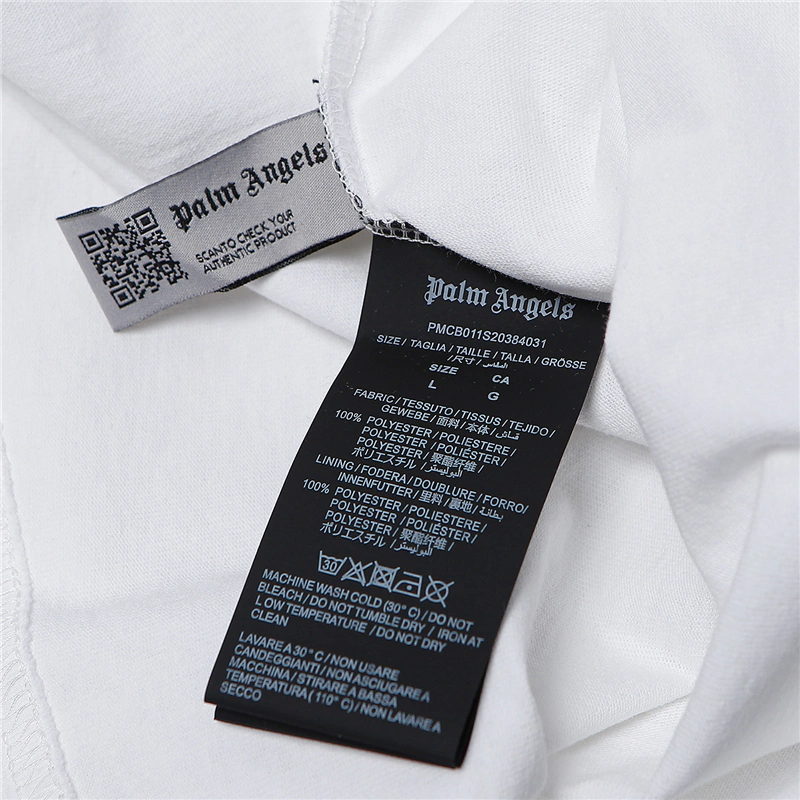 Palm Angels
SCANTO CHECK YOUR
AUTHENTIC PRODUCT
Palm Angels
PMCB011S20384031
SIZE / TAGLIA / TAILLE / TALLA / GRÖSSE
/尺寸/ المقاس
SIZE CA
L G
FABRIC / TESSUTO / TISSUS / TEJIDO /
GEWEBE / 面料 / 本体 / قماش
100% POLYESTER / POLIESTERE /
POLYESTER / POLIÉSTER /
POLYESTER / 聚酯纤维 /
ポリエスチル / البوليستر
LINING / FODERA / DOUBLURE / FORRO/
INNENFUTTER / 里料 / 裏地 / بطانة
100% POLYESTER / POLIESTERE /
POLYESTER / POLIÉSTER /
POLYESTER / 聚酯纤维 /
ポリエスチル / البوليستر
30
MACHINE WASH COLD (30° C) / DO NOT
BLEACH / DO NOT TUMBLE DRY / IRON AT
LOW TEMPERATURE / DO NOT DRY
CLEAN
LAVARE A 30° C / NON USARE
CANDEGGIANTI / NON ASCIUGARE A
MACCHINA / STIRARE A BASSA
TEMPERATURA ( 110° C) / NON LAVARE A
SECCO